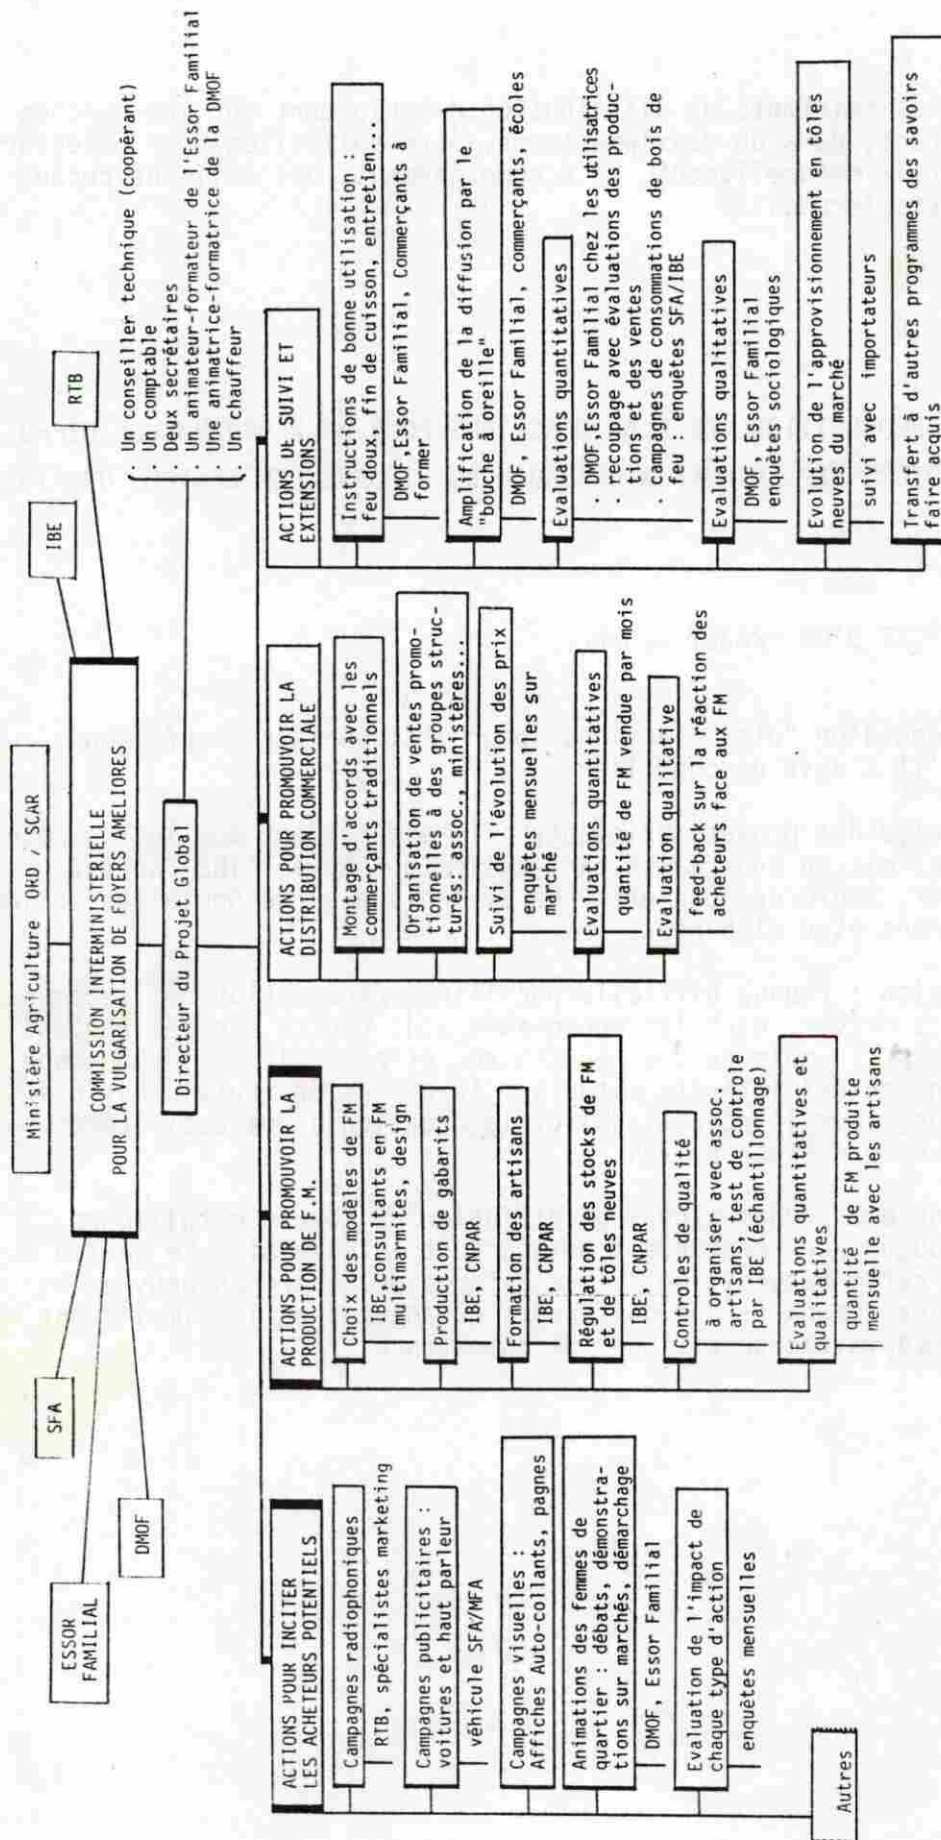 Ministère Agriculture ORD / SCAR
COMMISSION INTERMINISTERIELLE
POUR LA VULGARISATION DE FOYERS AMELIORES
ESSOR
FAMILIAL
SFA
DMOF
IBE
RTB
Directeur du Projet Global
. Un conseiller technique (coopérant)
. Un comptable
. Deux secrétaires
. Un animateur-formateur de l'Essor Familial
. Une animatrice-formatrice de la DMOF
. Un chauffeur
ACTIONS POUR INCITER
LES ACHETEURS POTENTIELS
Campagnes radiophoniques
RTB, spécialistes marketing
Campagnes publicitaires :
voitures et haut parleur
véhicule SFA/MFA
Campagnes visuelles :
Affiches Auto-collants, pagnes
Animations des femmes de
quartier : débats, démonstra-
tions sur marchés, démarchage
DMOF, Essor Familial
Evaluation de l'impact de
chaque type d'action
enquêtes mensuelles
Autres
ACTIONS POUR PROMOUVOIR LA
PRODUCTION DE F.M.
Choix des modèles de FM
IBE,consultants en FM
multimarmites, design
Production de gabarits
IBE, CNPAR
Formation des artisans
IBE, CNPAR
Régulation des stocks de FM
et de tôles neuves
IBE, CNPAR
Controles de qualité
à organiser avec assoc.
artisans, test de controle
par IBE (échantillonage)
Evaluations quantitatives et
qualitatives
quantité de FM produite
mensuelle avec les artisans
ACTIONS POUR PROMOUVOIR LA
DISTRIBUTION COMMERCIALE
Montage d'accords avec les
commerçants traditionnels
Organisation de ventes promo-
tionnelles à des groupes struc-
turés: assoc., ministères...
Suivi de l'évolution des prix
enquêtes mensuelles sur
marché
Evaluations quantitatives
quantité de FM vendue par mois
Evaluation qualitative
feed-back sur la réaction des
acheteurs face aux FM
ACTIONS DE SUIVI ET
EXTENSIONS
Instructions de bonne utilisation :
feu doux, fin de cuisson, entretien...
DMOF,Essor Familial, Commerçants à
former
Amplification de la diffusion par le
"bouche à oreille"
DMOF, Essor Familial, commerçants, écoles
Evaluations quantitatives
. DMOF,Essor Familial chez les utilisatrices
. recoupage avec évaluations des produc-
tions et des ventes
. campagnes de consommations de bois de
feu : enquêtes SFA/IBE
Evaluations qualitatives
DMOF, Essor Familial
enquêtes sociologiques
Evolution de l'approvisionnement en tôles
neuves du marché
suivi avec importateurs
Transfert à d'autres programmes des savoirs
faire acquis